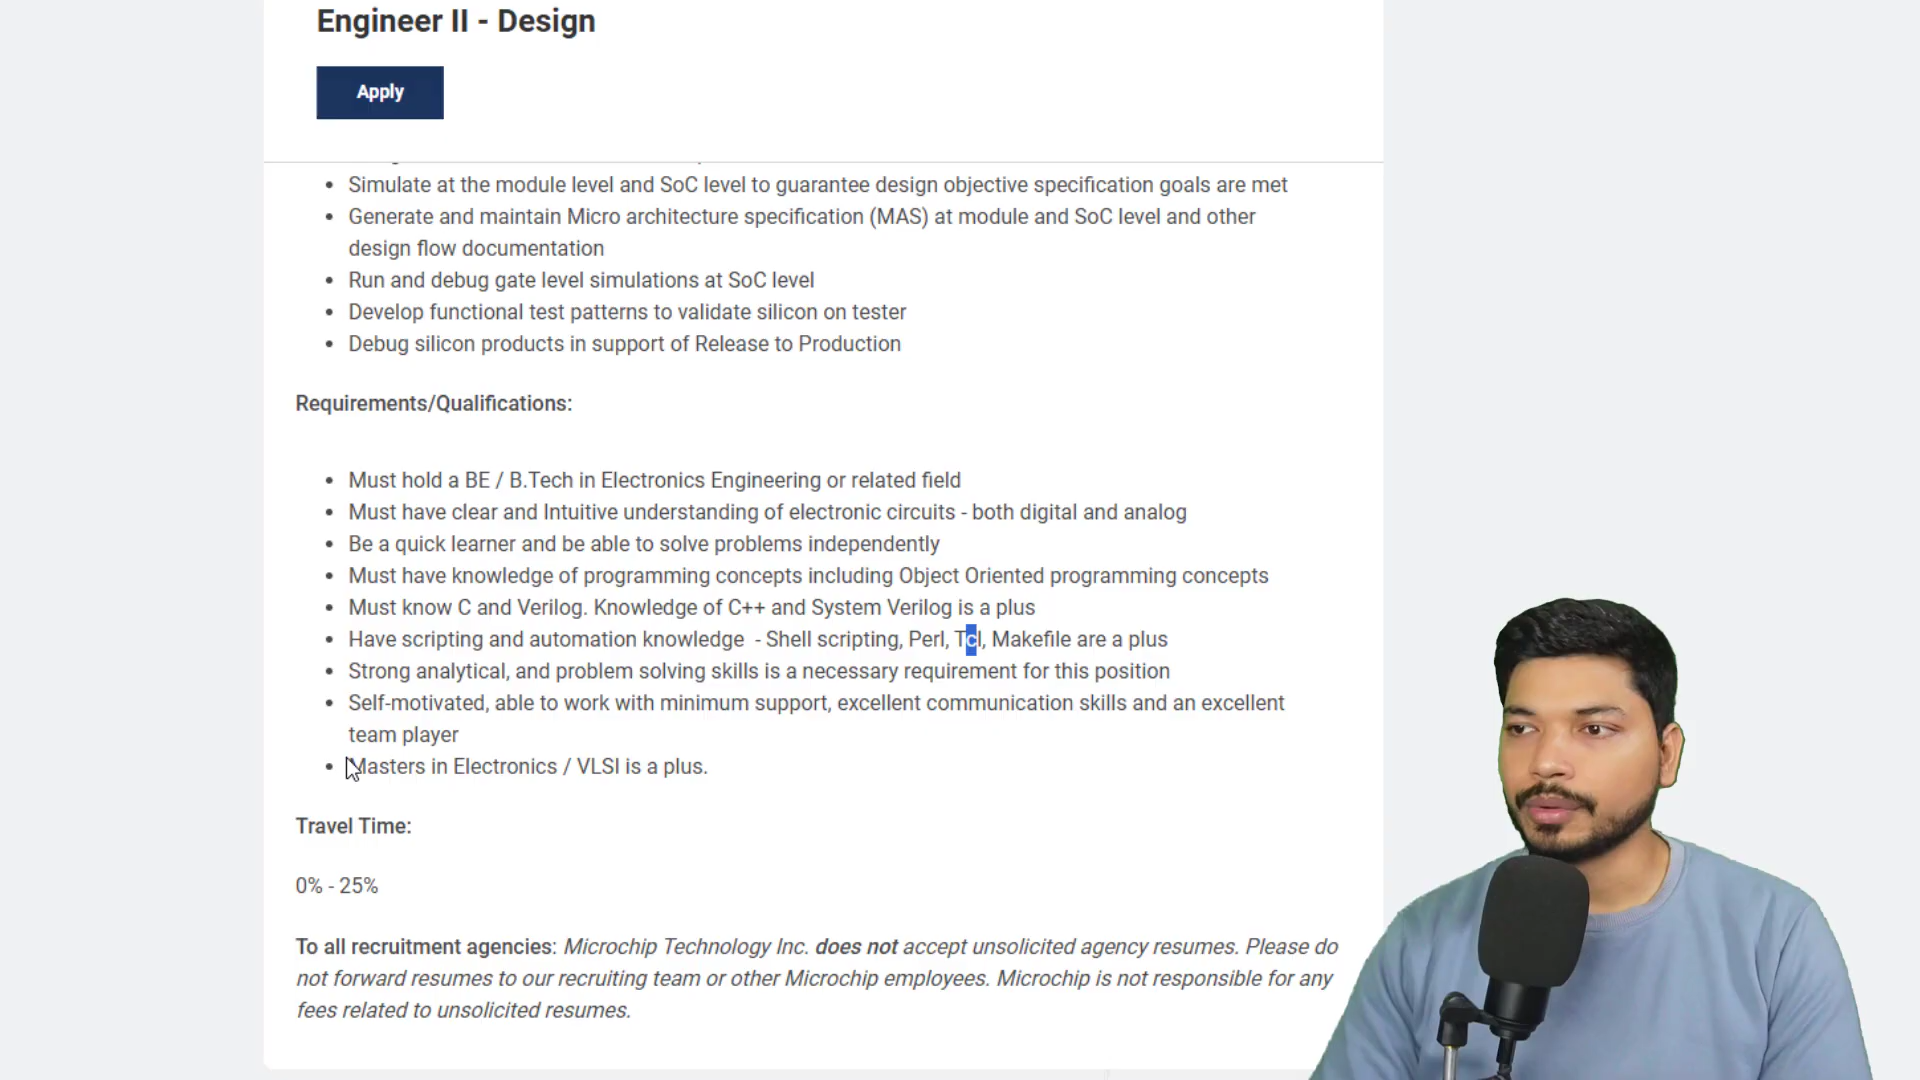 Engineer II - Design
Apply
Simulate at the module level and SoC level to guarantee design objective specification goals are met
Generate and maintain Micro architecture specification (MAS) at module and SoC level and other
design flow documentation
Run and debug gate level simulations at SoC level
Develop functional test patterns to validate silicon on tester
Debug silicon products in support of Release to Production
Requirements/Qualifications:
Must hold a BE / B.Tech in Electronics Engineering or related field
Must have clear and Intuitive understanding of electronic circuits - both digital and analog
Be a quick learner and be able to solve problems independently
Must have knowledge of programming concepts including Object Oriented programming concepts
Must know C and Verilog. Knowledge of C++ and System Verilog is a plus
Have scripting and automation knowledge  - Shell scripting, Perl, Tcl, Makefile are a plus
Strong analytical, and problem solving skills is a necessary requirement for this position
Self-motivated, able to work with minimum support, excellent communication skills and an excellent
team player
Masters in Electronics / VLSI is a plus.
Travel Time:
0% - 25%
To all recruitment agencies: Microchip Technology Inc. does not accept unsolicited agency resumes. Please do
not forward resumes to our recruiting team or other Microchip employees. Microchip is not responsible for any
fees related to unsolicited resumes.